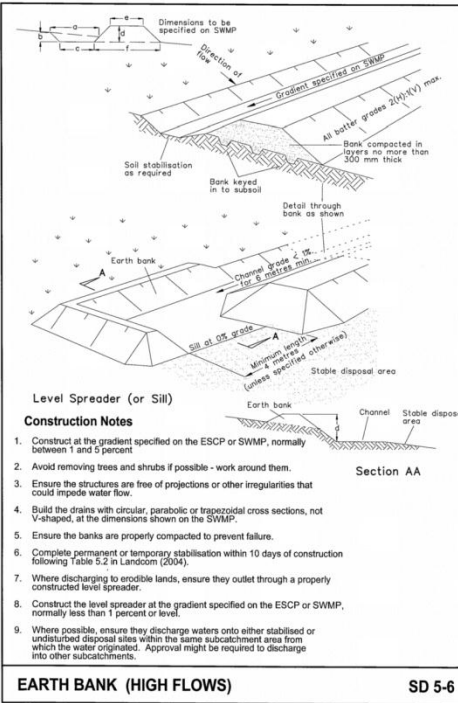 Dimensions to be
specified on SWMP
a
b
c
d
e
f
Direction of
flow
Gradient specified on SWMP
All batter grades 2(H):1(V) max.
Soil stabilisation
as required
Bank keyed
in to subsoil
Bank compacted in
layers no more than
300 mm thick
Detail through
bank as shown
Earth bank
A
Channel grade < 1%
for 6 metres min.
Sill at 0% grade
A
Minimum length
4 metres
(unless specified otherwise)
Stable disposal area
Level Spreader (or Sill)
Earth bank
d
Channel
Stable disposal
area
Section AA
Construction Notes
1. Construct at the gradient specified on the ESCP or SWMP, normally
between 1 and 5 percent
2. Avoid removing trees and shrubs if possible - work around them.
3. Ensure the structures are free of projections or other irregularities that
could impede water flow.
4. Build the drains with circular, parabolic or trapezoidal cross sections, not
V-shaped, at the dimensions shown on the SWMP.
5. Ensure the banks are properly compacted to prevent failure.
6. Complete permanent or temporary stabilisation within 10 days of construction
following Table 5.2 in Landcom (2004).
7. Where discharging to erodible lands, ensure they outlet through a properly
constructed level spreader.
8. Construct the level spreader at the gradient specified on the ESCP or SWMP,
normally less than 1 percent or level.
9. Where possible, ensure they discharge waters onto either stabilised or
undisturbed disposal sites within the same subcatchment area from
which the water originated. Approval might be required to discharge
into other subcatchments.
EARTH BANK (HIGH FLOWS)
SD 5-6